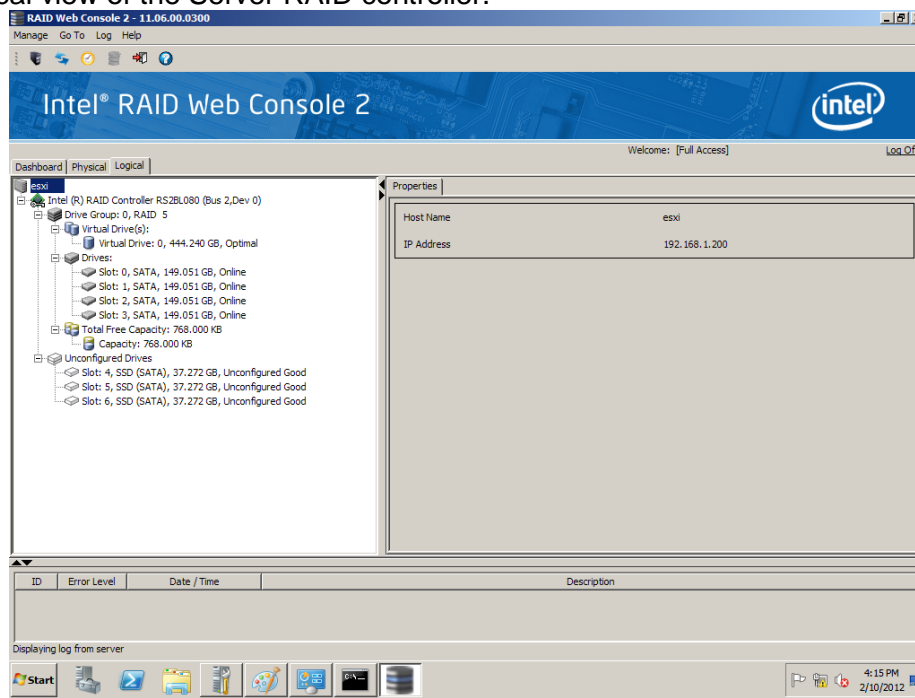 al view of the Server RAID controller.
RAID Web Console 2 - 11.06.00.0300
Manage Go To Log Help
Intel® RAID Web Console 2
intel
Welcome: [Full Access]
Log Of
Dashboard Physical Logical
esxi
Intel (R) RAID Controller RS2BL080 (Bus 2,Dev 0)
Drive Group: 0, RAID 5
Virtual Drive(s):
Virtual Drive: 0, 444.240 GB, Optimal
Drives:
Slot: 0, SATA, 149.051 GB, Online
Slot: 1, SATA, 149.051 GB, Online
Slot: 2, SATA, 149.051 GB, Online
Slot: 3, SATA, 149.051 GB, Online
Total Free Capacity: 768.000 KB
Capacity: 768.000 KB
Unconfigured Drives
Slot: 4, SSD (SATA), 37.272 GB, Unconfigured Good
Slot: 5, SSD (SATA), 37.272 GB, Unconfigured Good
Slot: 6, SSD (SATA), 37.272 GB, Unconfigured Good
Properties
Host Name esxi
IP Address 192.168.1.200
ID Error Level Date / Time Description
Displaying log from server
Start
4:15 PM
2/10/2012